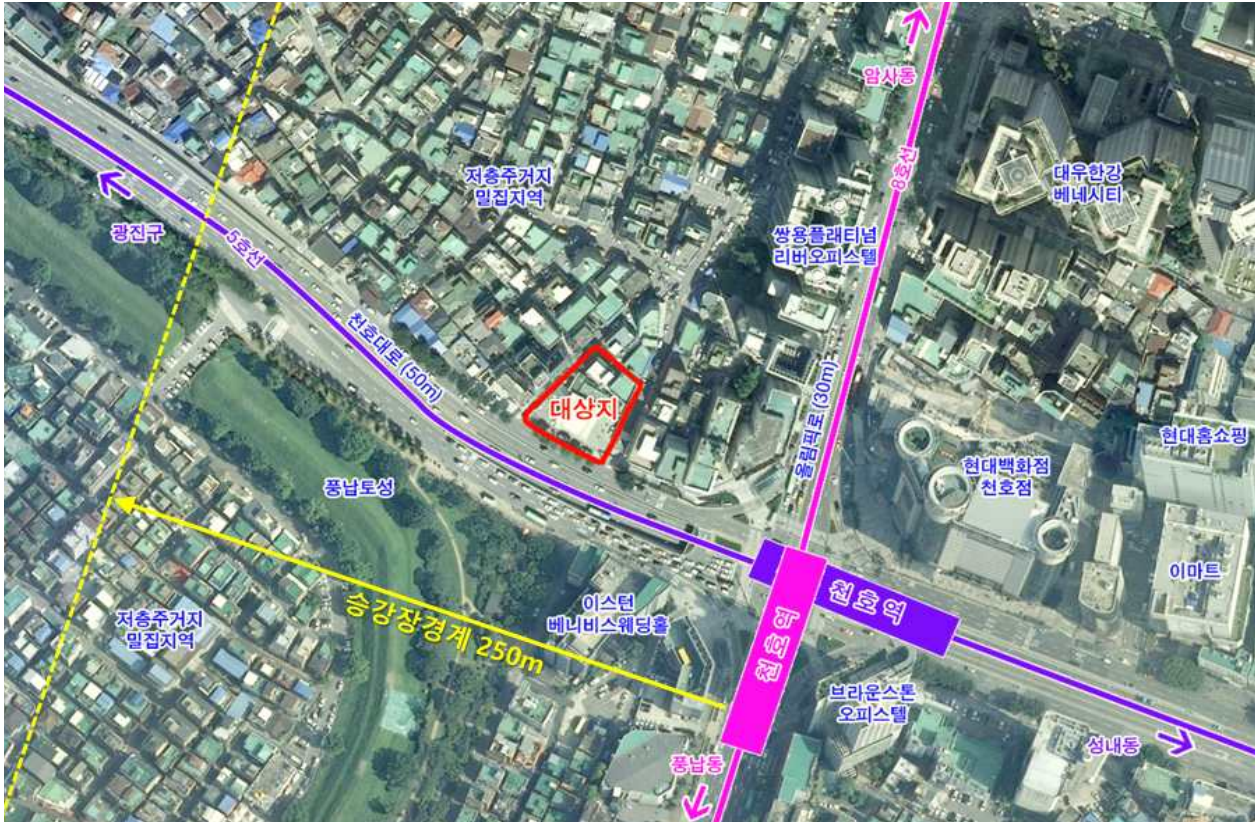 암사동
8호선
저층주거지
밀집지역
대우한강
베네시티
쌍용플래티넘
리버오피스텔
광진구
5호선
천호대로 (50m)
대상지
올림픽로 (30m)
현대홈쇼핑
현대백화점
천호점
풍납토성
이마트
천호역
천호역
이스턴
베니비스웨딩홀
저층주거지
밀집지역
승강장경계 250m
브라운스톤
오피스텔
성내동
풍납동